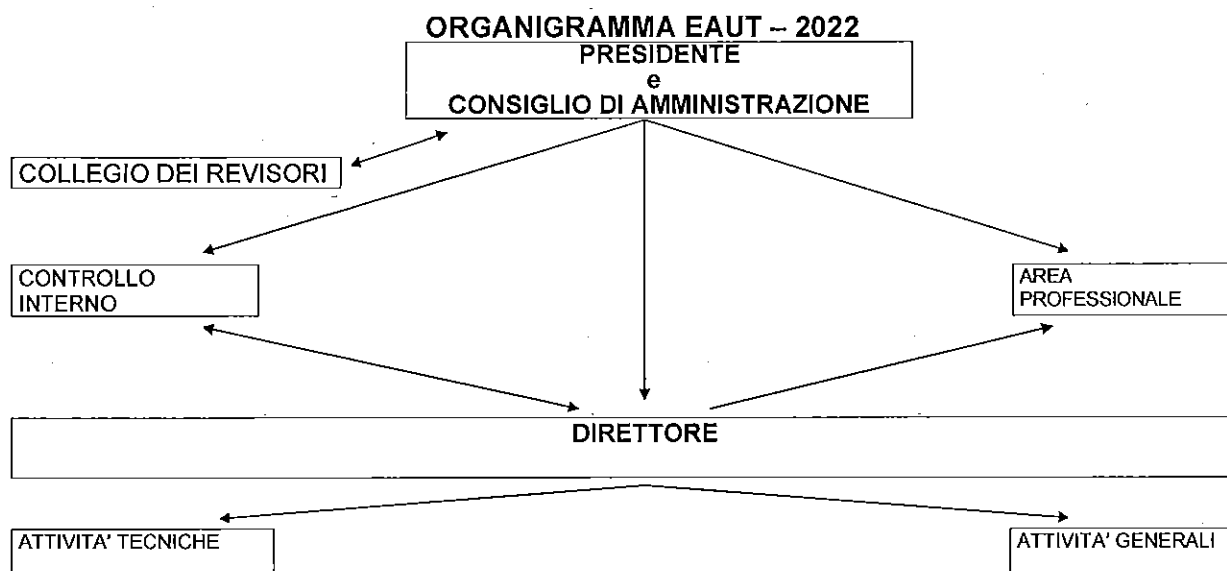 ORGANIGRAMMA EAUT – 2022
PRESIDENTE
e
CONSIGLIO DI AMMINISTRAZIONE
COLLEGIO DEI REVISORI
CONTROLLO
INTERNO
AREA
PROFESSIONALE
DIRETTORE
ATTIVITA' TECNICHE
ATTIVITA' GENERALI